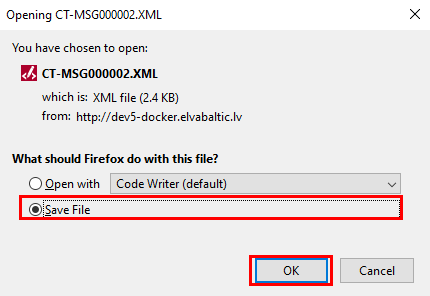 Opening CT-MSG000002.XML
You have chosen to open:
CT-MSG000002.XML
which is: XML file (2.4 KB)
from: http://dev5-docker.elvabaltic.lv
What should Firefox do with this file?
Open with
Code Writer (default)
Save File
OK
Cancel